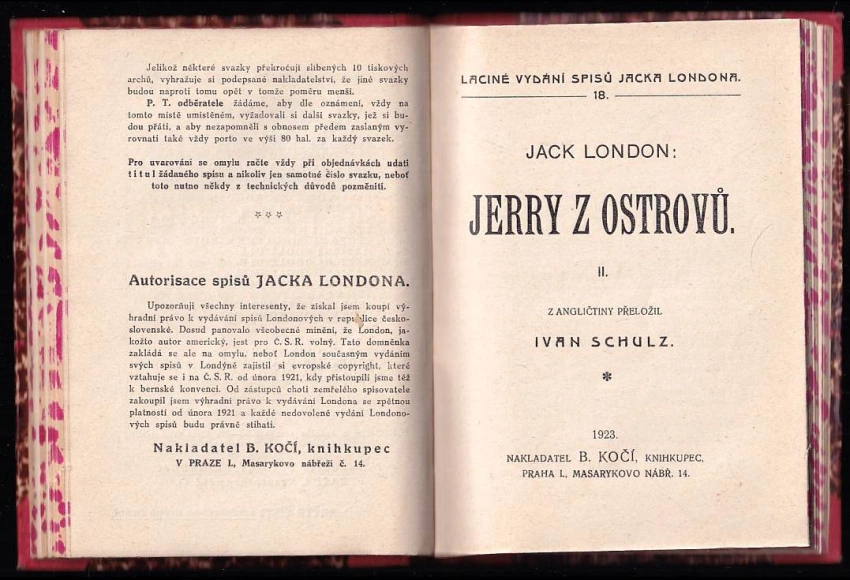 Jelikož některé svazky překročují slíbených 10 tiskových
archů, vyhražuje si podepsané nakladatelství, že jiné svazky
budou naproti tomu opět v tomže poměru menší.
P. T. odběratele žádáme, aby dle oznámení, vždy na
tomto místě umístěném, vyžadovali si další svazky, jež si bu-
dou přáti, a aby nezapomněli s obnosem předem zaslaným vy-
rovnati také vždy porto ve výši 80 hal. za každý svazek.
Pro uvarování se omylu račte vždy při objednávkách udati
titul žádaného spisu a nikoliv jen samotné číslo svazku, neboť
toto nutno někdy z technických důvodů pozměniti.
Autorisace spisů JACKA LONDONA.
Upozorňuji všechny interesenty, že získal jsem koupí vý-
hradní právo k vydávání spisů Londonových v republice česko-
slovenské. Dosud panovalo všeobecné mínění, že London, ja-
kožto autor americký, jest pro Č. S. R. volný. Tato domněnka
zakládá se ale na omylu, neboť London současným vydáním
svých spisů v Londýně zajistil si evropské copyright, které
vztahuje se i na Č. S. R. od února 1921, kdy přistoupili jsme též
k bernské konvenci. Od zástupců choti zemřelého spisovatele
zakoupil jsem výhradní právo k vydávání Londona se zpětnou
platností od února 1921 a každé nedovolené vydání Londono-
vých spisů budu právně stíhati.
Nakladatel B. KOČÍ, knihkupec
V PRAZE I., Masarykovo nábřeží č. 14.
LACINÉ VYDÁNÍ SPISŮ JACKA LONDONA.
18.
JACK LONDON:
JERRY Z OSTROVŮ.
II.
Z ANGLIČTINY PŘELOŽIL
IVAN SCHULZ.
1923.
NAKLADATEL B. KOČÍ, KNIHKUPEC,
PRAHA I., MASARYKOVO NÁBŘ. 14.